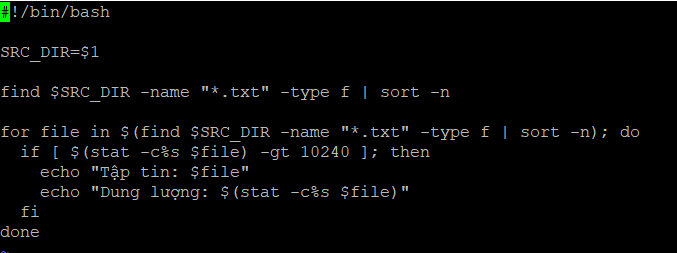 #!/bin/bash
SRC_DIR=$1
find $SRC_DIR -name "*.txt" -type f | sort -n
for file in $(find $SRC_DIR -name "*.txt" -type f | sort -n); do
  if [ $(stat -c%s $file) -gt 10240 ]; then
    echo "Tập tin: $file"
    echo "Dung lượng: $(stat -c%s $file)"
  fi
done
~